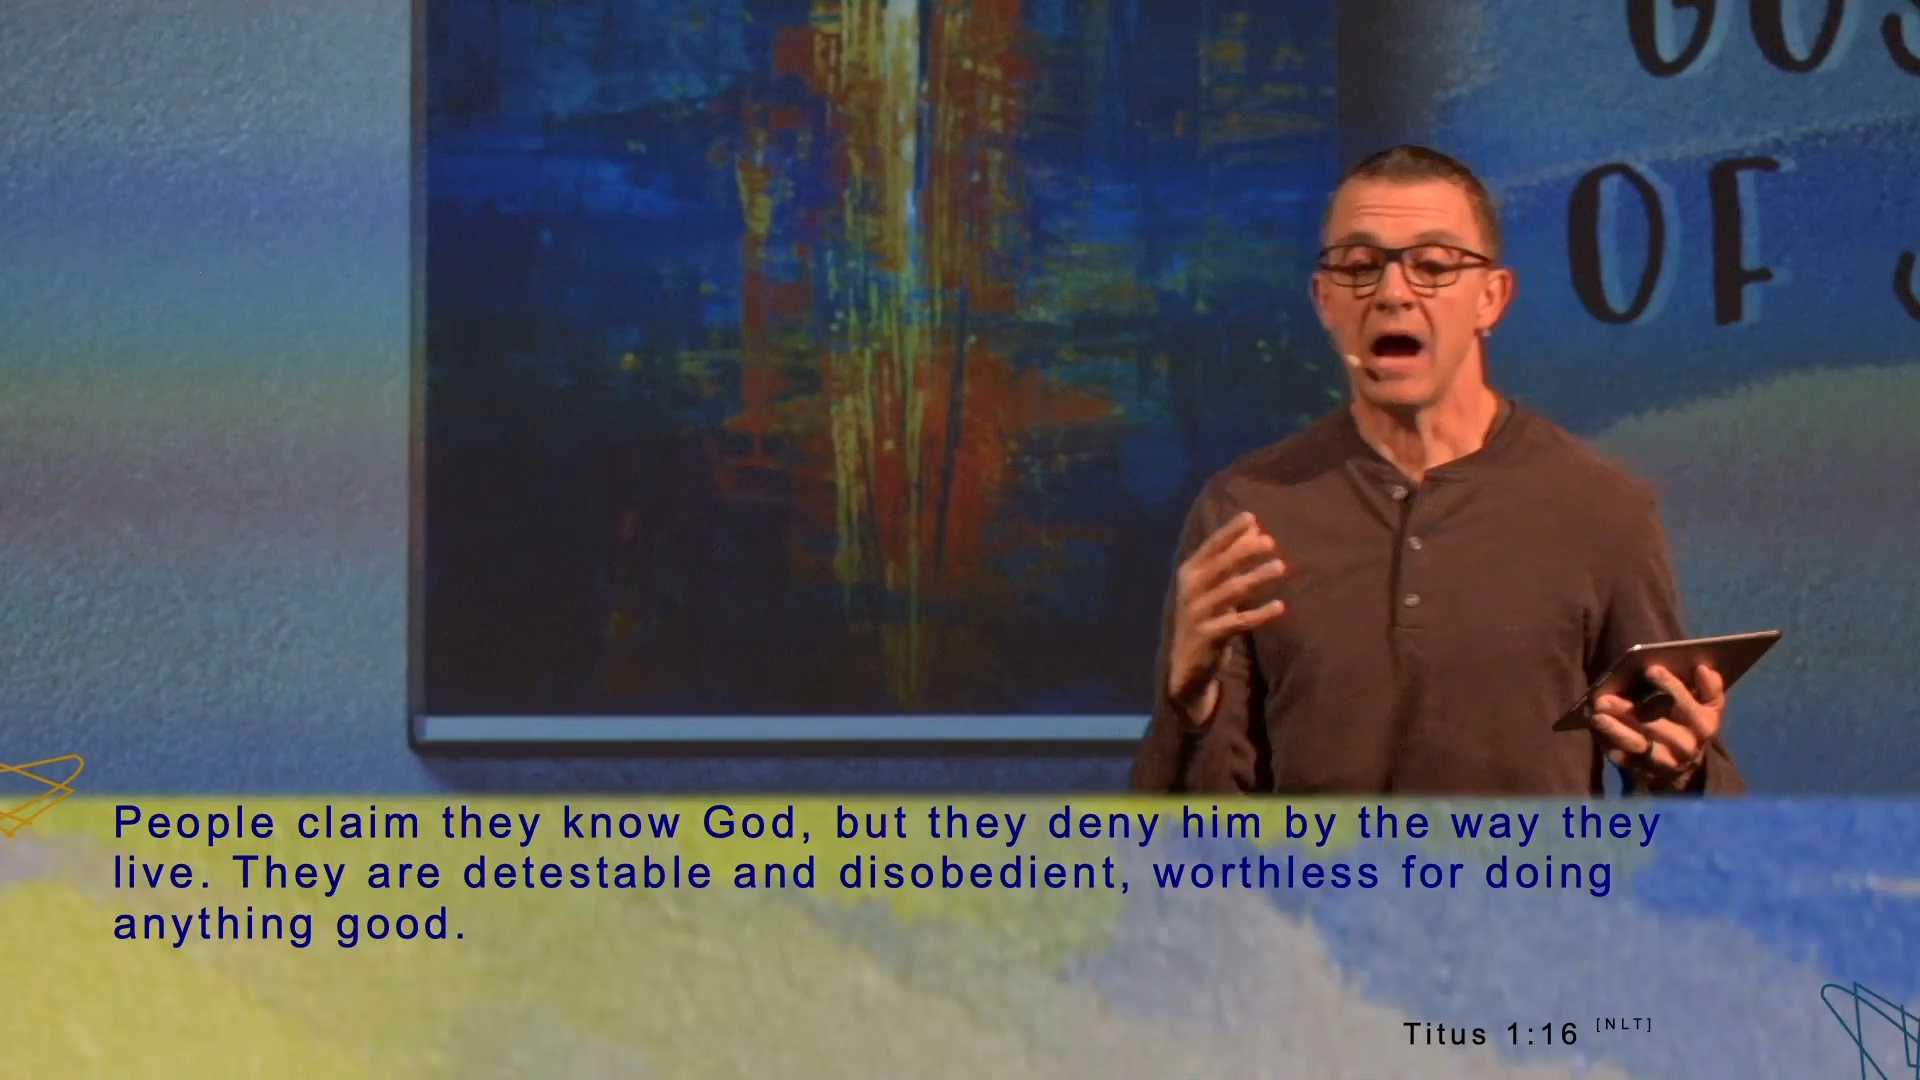 OF
People claim they know God, but they deny him by the way they
live. They are detestable and disobedient, worthless for doing
anything good.
Titus 1:16 [NLT]